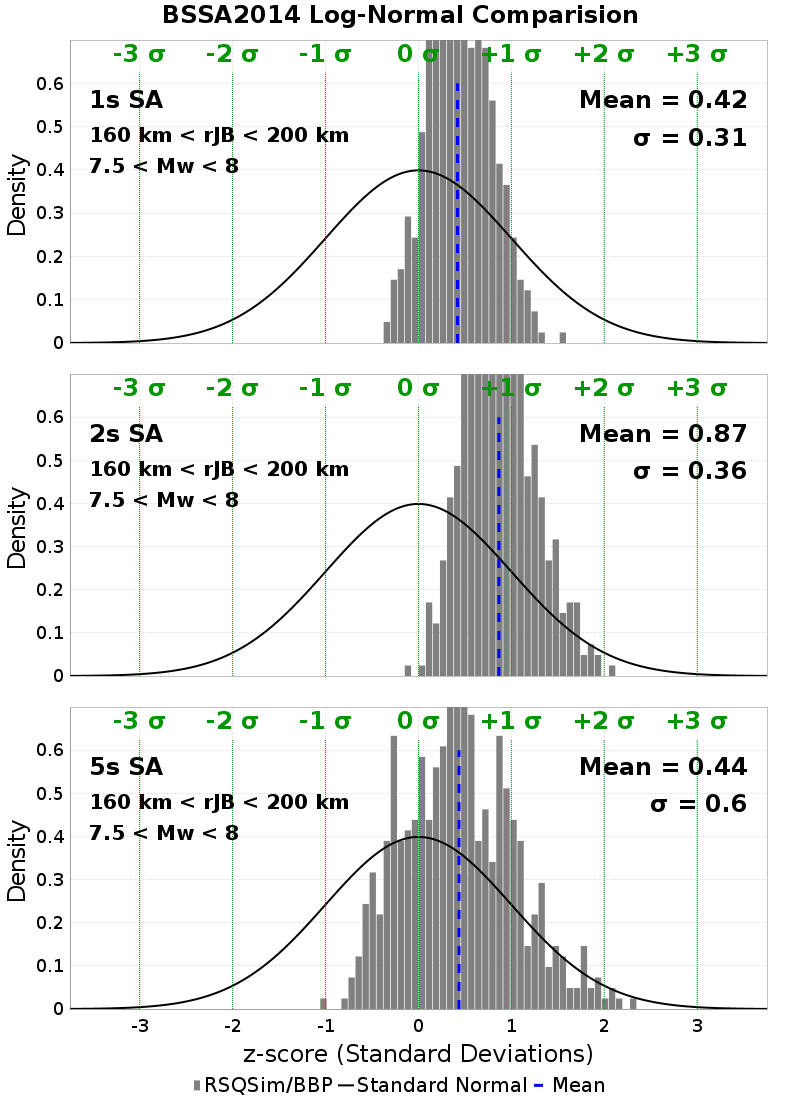 BSSA2014 Log-Normal Comparision
-3 σ -2 σ -1 σ 0 σ +1 σ +2 σ +3 σ
1s SA
160 km < rJB < 200 km
7.5 < Mw < 8
Mean = 0.42
σ = 0.31
Density
0.6
0.5
0.4
0.3
0.2
0.1
0
-3 σ -2 σ -1 σ 0 σ +1 σ +2 σ +3 σ
2s SA
160 km < rJB < 200 km
7.5 < Mw < 8
Mean = 0.87
σ = 0.36
Density
0.6
0.5
0.4
0.3
0.2
0.1
0
-3 σ -2 σ -1 σ 0 σ +1 σ +2 σ +3 σ
5s SA
160 km < rJB < 200 km
7.5 < Mw < 8
Mean = 0.44
σ = 0.6
Density
0.6
0.5
0.4
0.3
0.2
0.1
0
-3 -2 -1 0 1 2 3
z-score (Standard Deviations)
RSQSim/BBP Standard Normal Mean